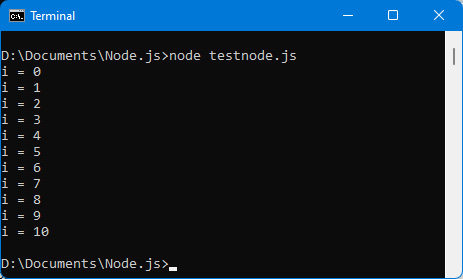 Terminal
D:\Documents\Node.js>node testnode.js
i = 0
i = 1
i = 2
i = 3
i = 4
i = 5
i = 6
i = 7
i = 8
i = 9
i = 10
D:\Documents\Node.js>